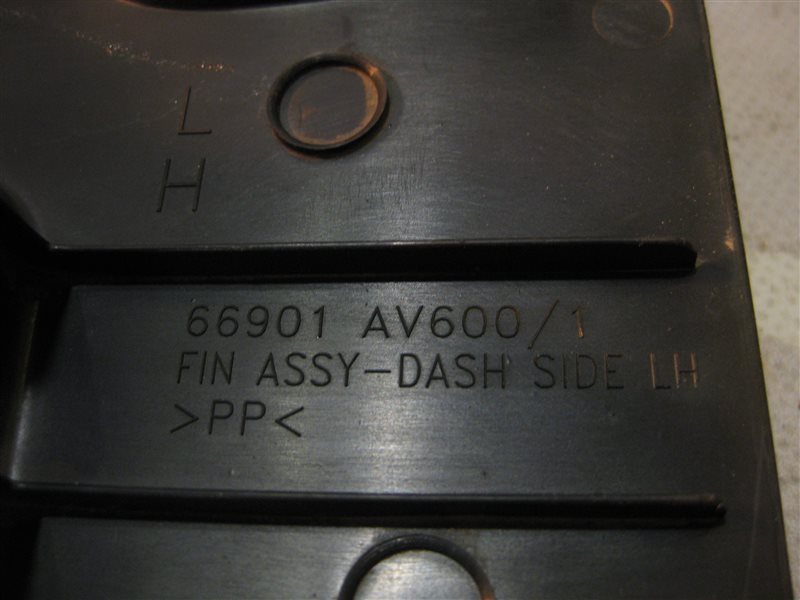 L
H
66901 AV600/1
FIN ASSY-DASH SIDE LH
>PP<